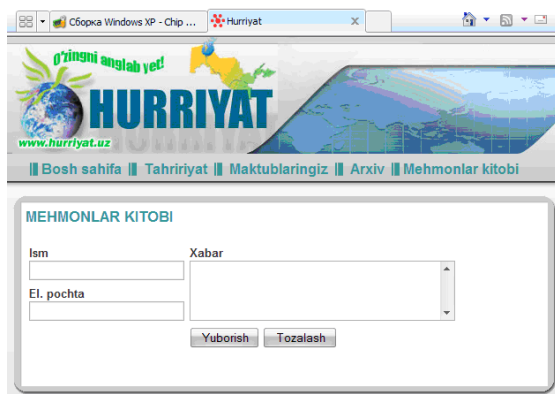 Сборка Windows XP - Chip ...
Hurriyat
O'zingni anglab yet!
HURRIYAT
www.hurriyat.uz
Bosh sahifa Tahririyat Maktublaringiz Arxiv Mehmonlar kitobi
MEHMONLAR KITOBI
Ism Xabar
El. pochta
Yuborish Tozalash